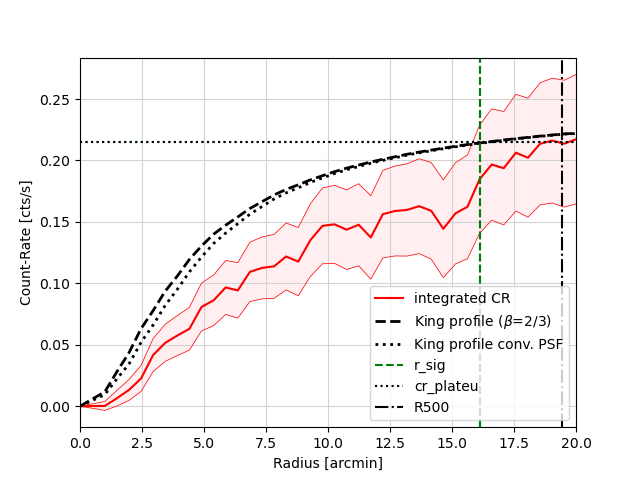 0.25
0.20
0.15
0.10
0.05
0.00
Count-Rate [cts/s]
integrated CR
King profile (β=2/3)
King profile conv. PSF
r_sig
cr_plateu
R500
0.0 2.5 5.0 7.5 10.0 12.5 15.0 17.5 20.0
Radius [arcmin]